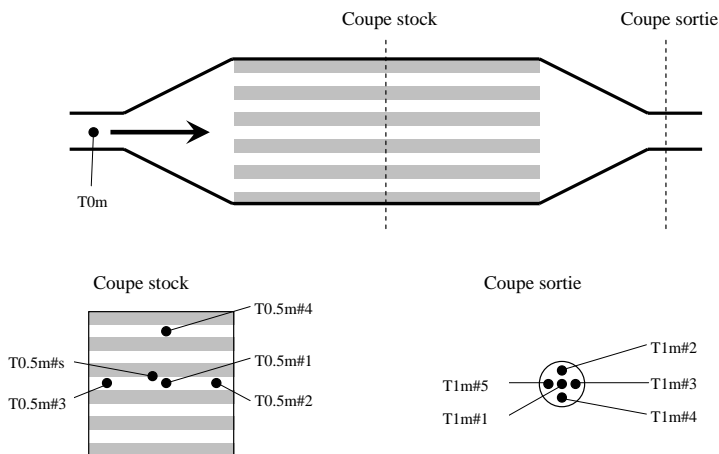 Coupe stock
Coupe sortie
T0m
Coupe stock
Coupe sortie
T0.5m#4
T0.5m#s
T0.5m#1
T0.5m#3
T0.5m#2
T1m#2
T1m#5
T1m#3
T1m#1
T1m#4